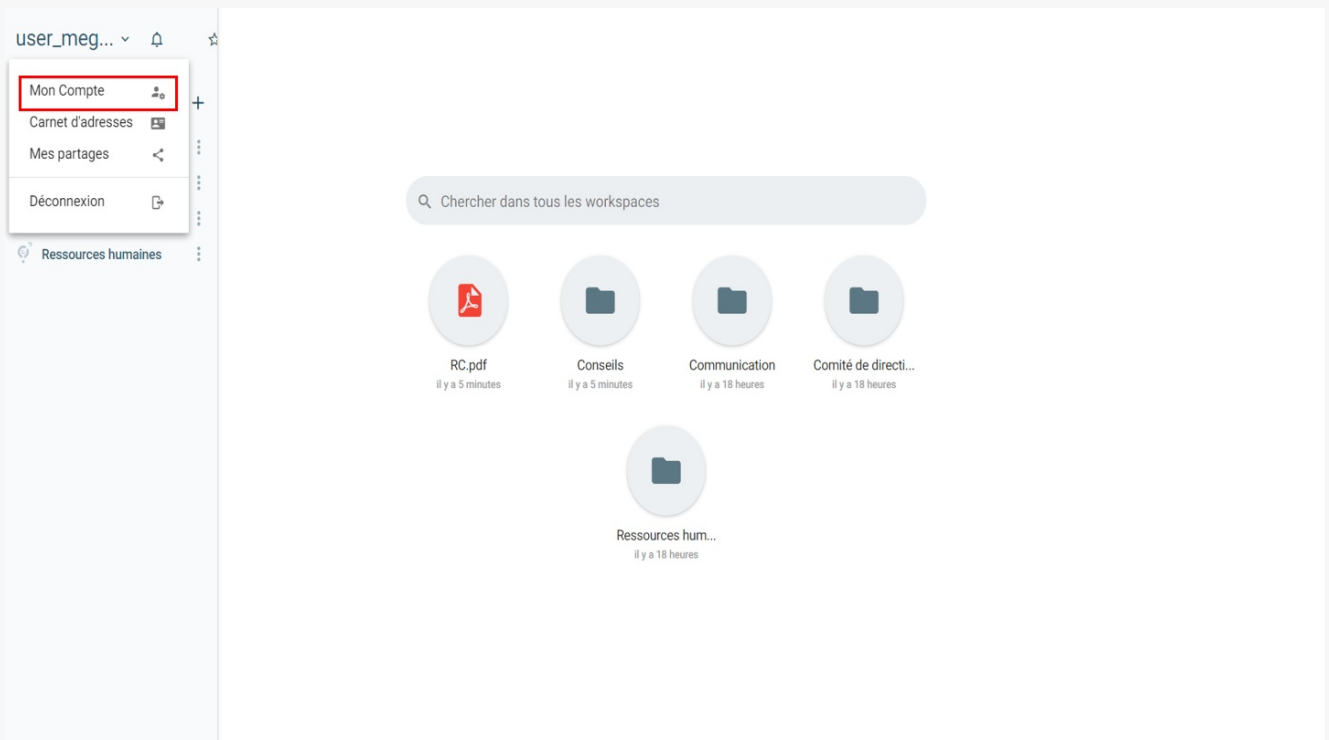 user_meg...
Mon Compte
Carnet d'adresses
Mes partages
Déconnexion
Ressources humaines
Chercher dans tous les workspaces
RC.pdf
il y a 5 minutes
Conseils
il y a 5 minutes
Communication
il y a 18 heures
Comité de directi...
il y a 18 heures
Ressources hum...
il y a 18 heures